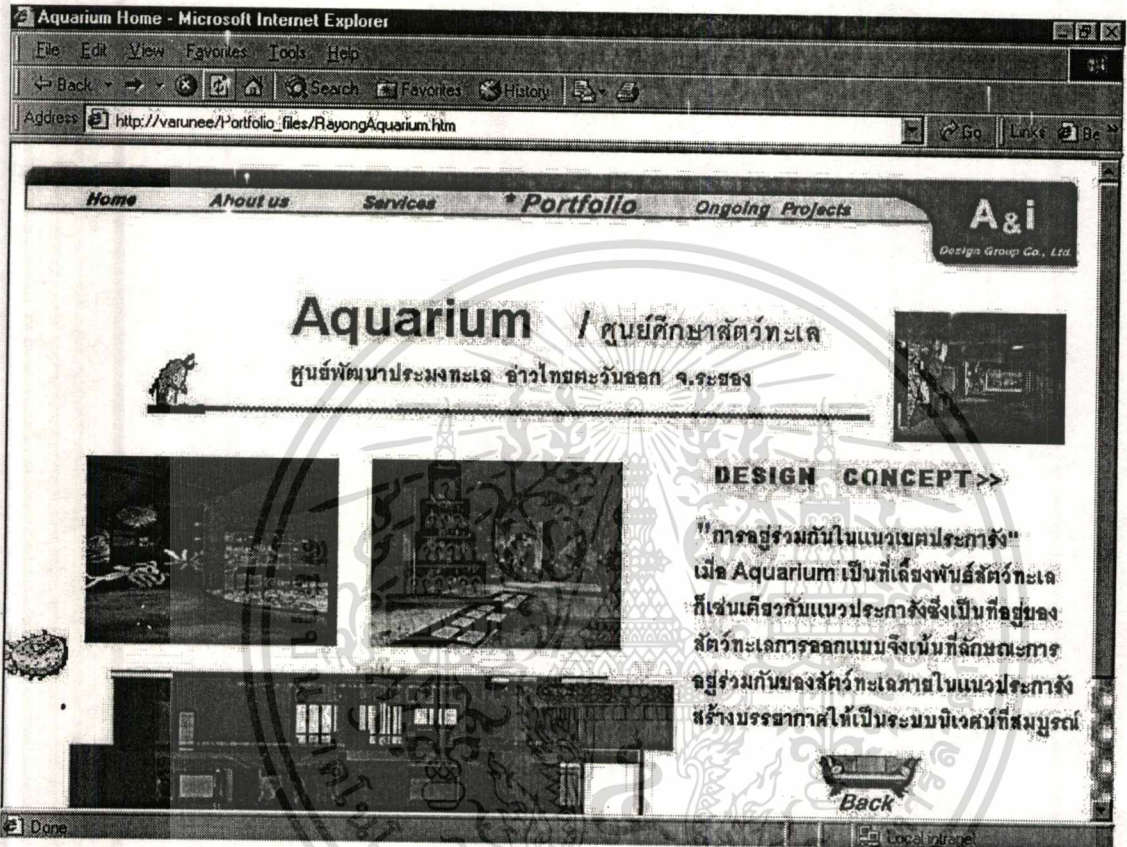 Aquarium Home - Microsoft Internet Explorer
File Edit View Favorites Tools Help
Back Search Favorites History
Address http://varunee/Portfolio_files/RayongAquarium.htm Go Links
Home About us Services * Portfolio Ongoing Projects
A&i
Design Group Co., Ltd.
Aquarium / ศูนย์ศึกษาสัตว์ทะเล
ศูนย์พัฒนาประมงทะเล อ่าวไทยตะวันออก จ.ระยอง
DESIGN CONCEPT>>
"การอยู่ร่วมกันในแนวเขตประการัง"
เมื่อ Aquarium เป็นที่เลี้ยงพันธ์สัตว์ทะเล
ก็เช่นเดียวกับแนวประการังซึ่งเป็นที่อยู่ของ
สัตว์ทะเลการออกแบบจึงเน้นที่ลักษณะการ
อยู่ร่วมกันของสัตว์ทะเลภายในแนวประการัง
สร้างบรรยากาศให้เป็นระบบนิเวศน์ที่สมบูรณ์
Back
Done
Local intranet